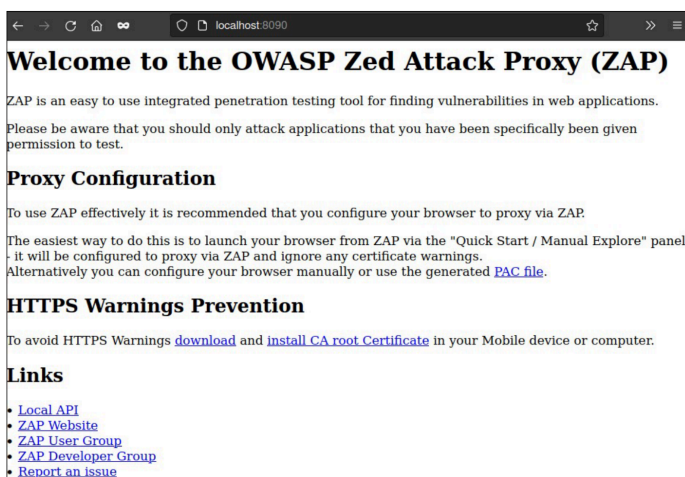 localhost:8090
Welcome to the OWASP Zed Attack Proxy (ZAP)
ZAP is an easy to use integrated penetration testing tool for finding vulnerabilities in web applications.
Please be aware that you should only attack applications that you have been specifically been given
permission to test.
Proxy Configuration
To use ZAP effectively it is recommended that you configure your browser to proxy via ZAP.
The easiest way to do this is to launch your browser from ZAP via the "Quick Start / Manual Explore" panel
- it will be configured to proxy via ZAP and ignore any certificate warnings.
Alternatively you can configure your browser manually or use the generated PAC file.
HTTPS Warnings Prevention
To avoid HTTPS Warnings download and install CA root Certificate in your Mobile device or computer.
Links
• Local API
• ZAP Website
• ZAP User Group
• ZAP Developer Group
• Report an issue